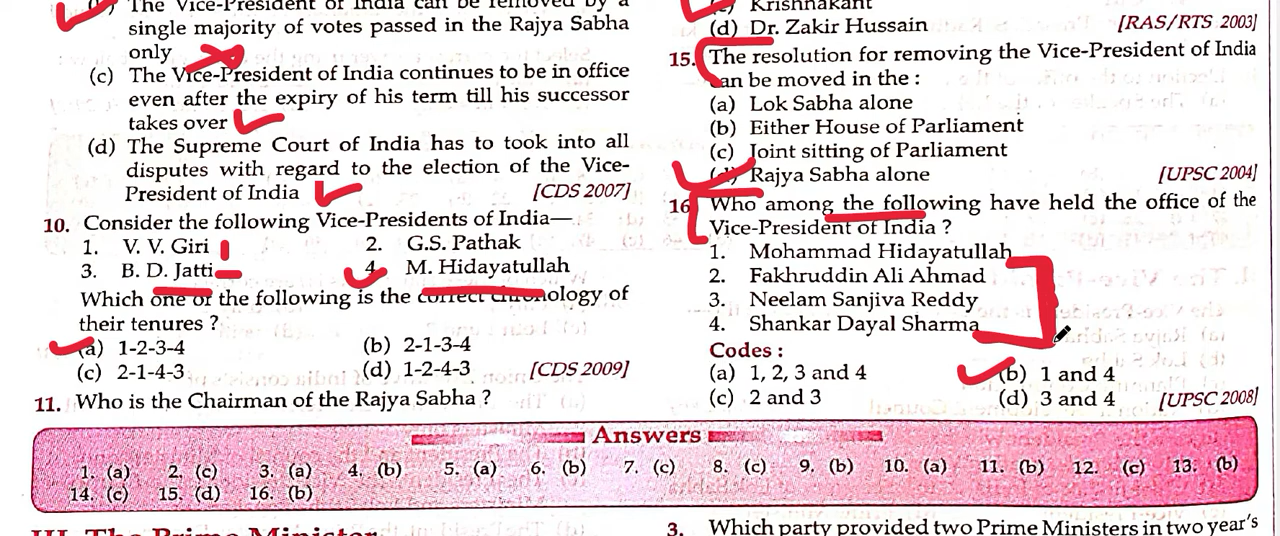 The Vice-President of India can be removed by a
single majority of votes passed in the Rajya Sabha
only
(c) The Vice-President of India continues to be in office
even after the expiry of his term till his successor
takes over
(d) The Supreme Court of India has to took into all
disputes with regard to the election of the Vice-
President of India [CDS 2007]
10. Consider the following Vice-Presidents of India—
1. V. V. Giri 2. G.S. Pathak
3. B. D. Jatti 4. M. Hidayatullah
Which one of the following is the correct chronology of
their tenures ?
(a) 1-2-3-4 (b) 2-1-3-4
(c) 2-1-4-3 (d) 1-2-4-3 [CDS 2009]
11. Who is the Chairman of the Rajya Sabha ?
Krishnakant
(d) Dr. Zakir Hussain [RAS/RTS 2003]
15. The resolution for removing the Vice-President of India
can be moved in the :
(a) Lok Sabha alone
(b) Either House of Parliament
(c) Joint sitting of Parliament
(d) Rajya Sabha alone [UPSC 2004]
16 Who among the following have held the office of the
Vice-President of India ?
1. Mohammad Hidayatullah
2. Fakhruddin Ali Ahmad
3. Neelam Sanjiva Reddy
4. Shankar Dayal Sharma
Codes :
(a) 1, 2, 3 and 4 (b) 1 and 4
(c) 2 and 3 (d) 3 and 4 [UPSC 2008]
Answers
1. (a) 2. (c) 3. (a) 4. (b) 5. (a) 6. (b) 7. (c) 8. (c) 9. (b) 10. (a) 11. (b) 12. (c) 13. (b)
14. (c) 15. (d) 16. (b)
III. The Prime Minister
3. Which party provided two Prime Ministers in two year's